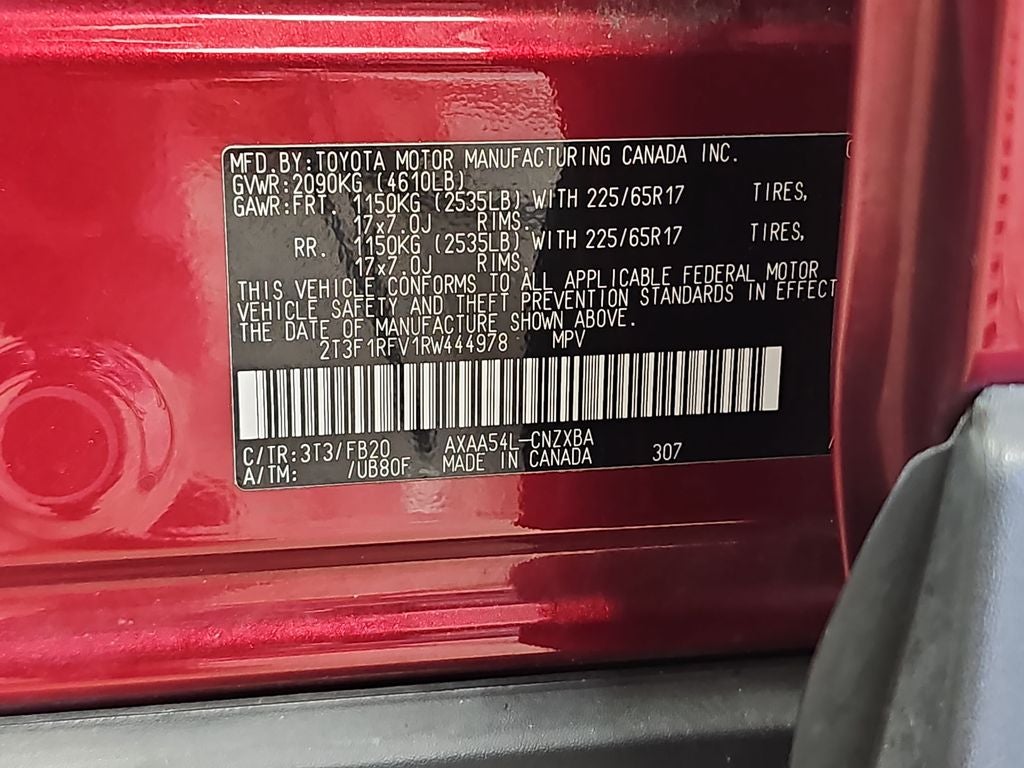 MFD.BY:TOYOTA MOTOR MANUFACTURING CANADA INC.
GVWR:2090KG (4610LB)
GAWR:FRT. 1150KG (2535LB) WITH 225/65R17 TIRES,
17x7.0J RIMS.
RR. 1150KG (2535LB) WITH 225/65R17 TIRES,
17x7.0J RIMS.
THIS VEHICLE CONFORMS TO ALL APPLICABLE FEDERAL MOTOR
VEHICLE SAFETY AND THEFT PREVENTION STANDARDS IN EFFECT
THE DATE OF MANUFACTURE SHOWN ABOVE.
2T3F1RFV1RW444978 MPV
C/TR:3T3/FB20 AXAA54L-CNZXBA 307
A/TM: /UB80F MADE IN CANADA